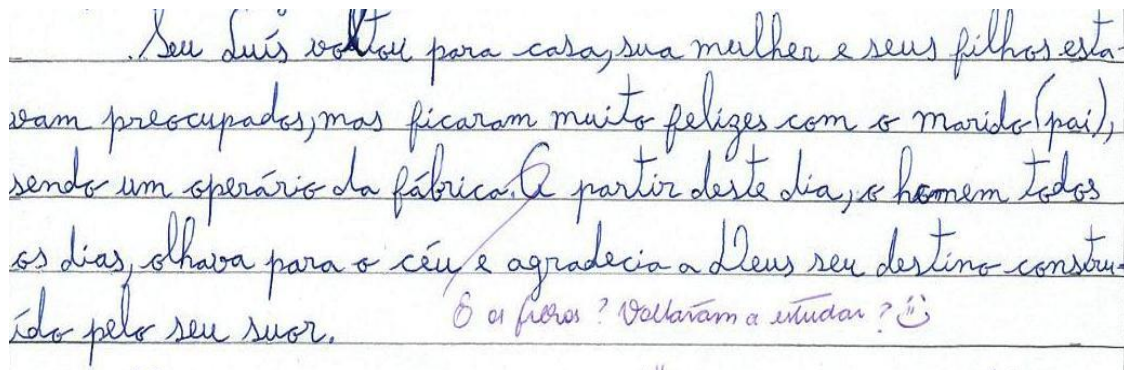 Seu Luís voltou para casa, sua mulher e seus filhos esta-
vam preocupados, mas ficaram muito felizes com o marido (pai),
sendo um operário da fábrica. A partir deste dia, o homem todos
os dias, olhava para o céu e agradecia a Deus seu destino constru-
ído pelo seu suor.
E os filhos? Voltaram a estudar?